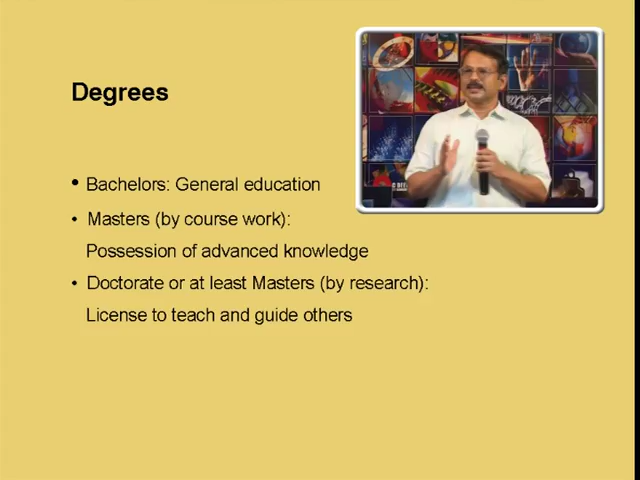 Degrees
• Bachelors: General education
• Masters (by course work):
Possession of advanced knowledge
• Doctorate or at least Masters (by research):
License to teach and guide others